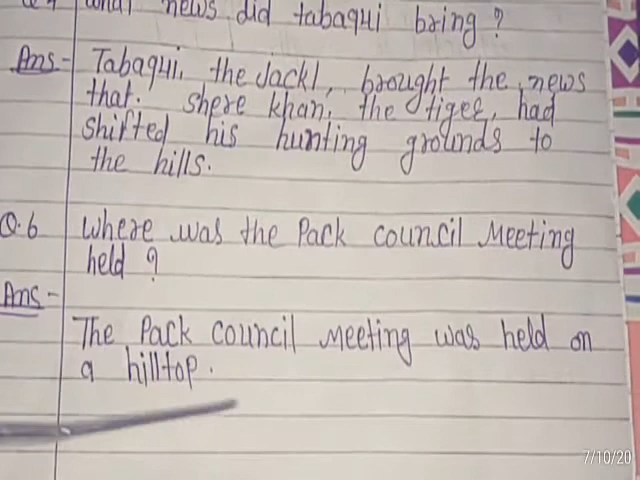 what news did tabaqui bring ?
Ans- Tabaqui, the Jackl, brought the news
that. shere khan, the tiger, had
shifted his hunting grounds to
the hills.
Q.6 Where was the Pack council Meeting
held ?
Ans-
The Pack council Meeting was held on
a hilltop.
7/10/20